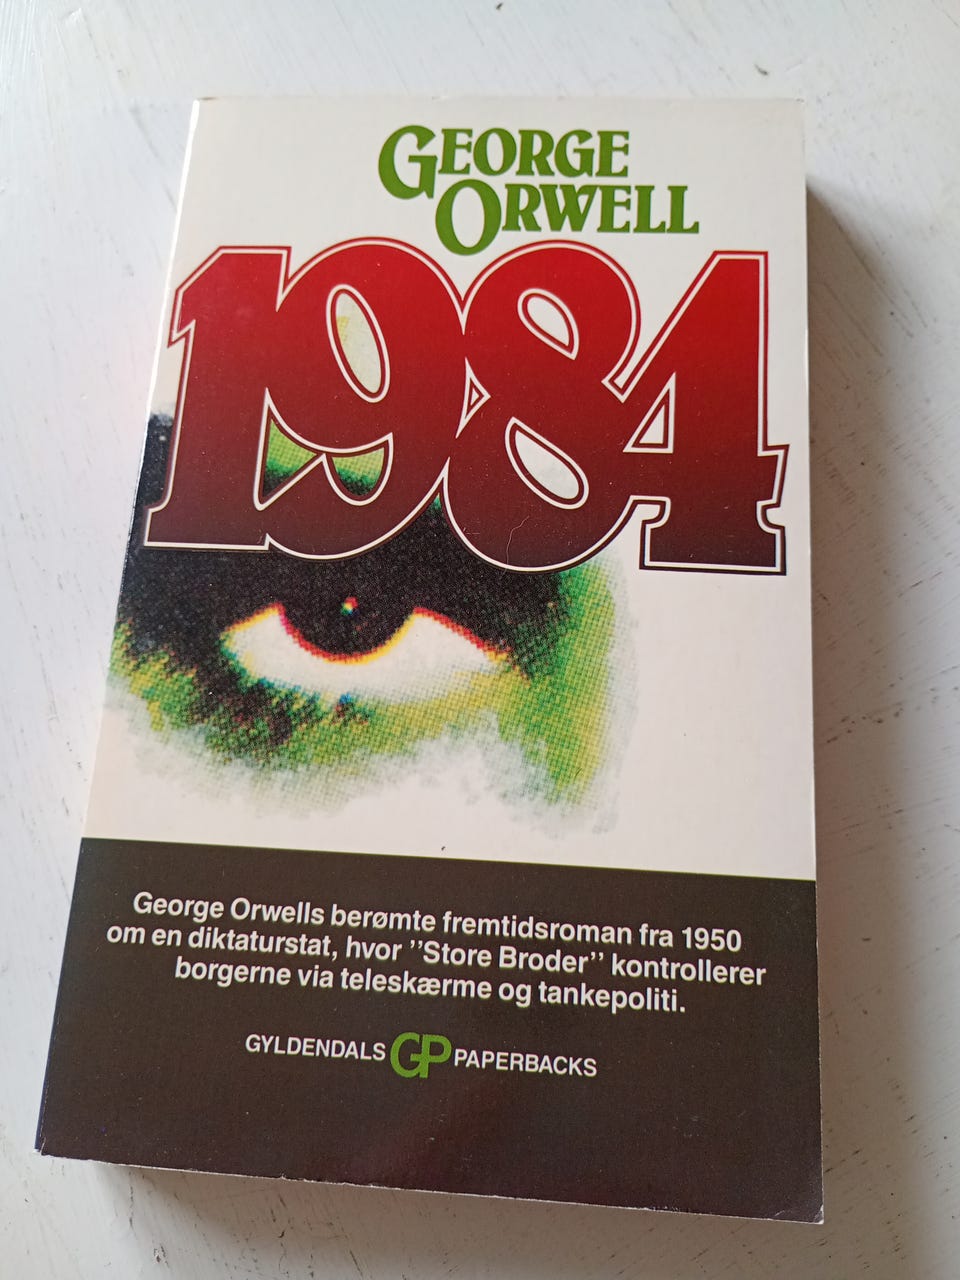 GEORGE
ORWELL
1984
George Orwells berømte fremtidsroman fra 1950
om en diktaturstat, hvor ”Store Broder” kontrollerer
borgerne via teleskærme og tankepoliti.
GYLDENDALS GP PAPERBACKS